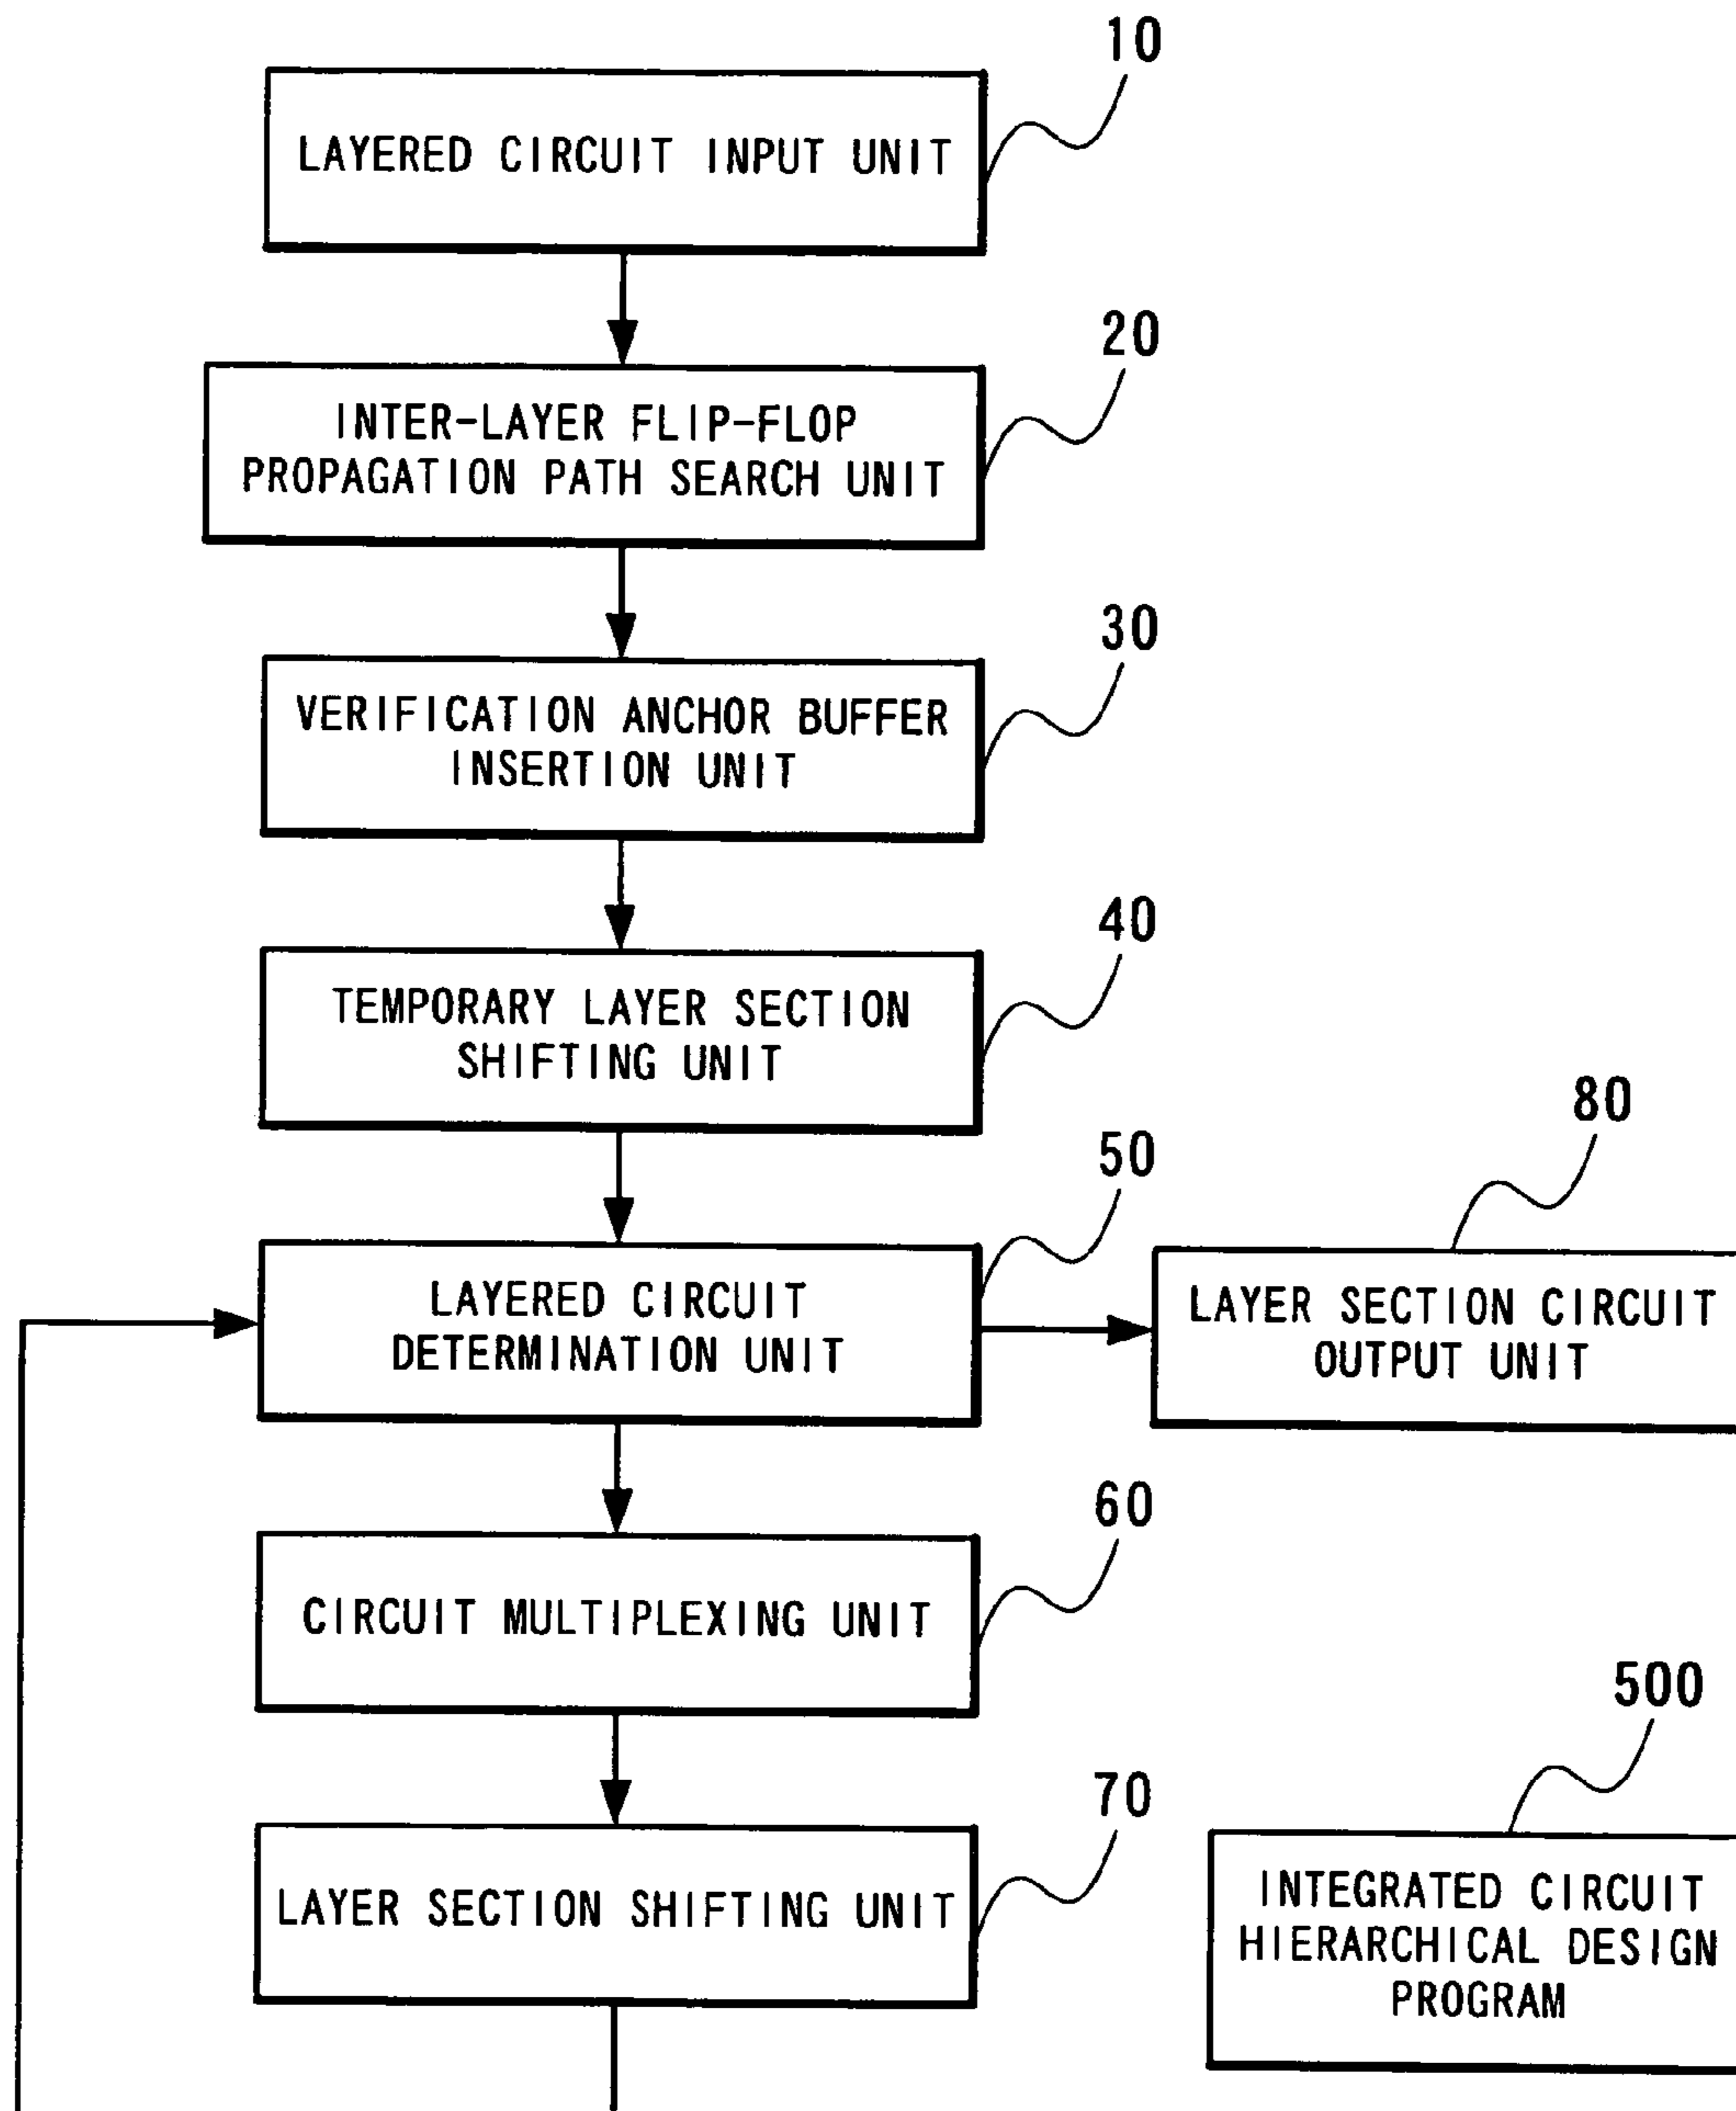 10
LAYERED CIRCUIT INPUT UNIT
20
INTER-LAYER FLIP-FLOP
PROPAGATION PATH SEARCH UNIT
30
VERIFICATION ANCHOR BUFFER
INSERTION UNIT
40
TEMPORARY LAYER SECTION
SHIFTING UNIT
50
LAYERED CIRCUIT
DETERMINATION UNIT
80
LAYER SECTION CIRCUIT
OUTPUT UNIT
60
CIRCUIT MULTIPLEXING UNIT
70
LAYER SECTION SHIFTING UNIT
500
INTEGRATED CIRCUIT
HIERARCHICAL DESIGN
PROGRAM